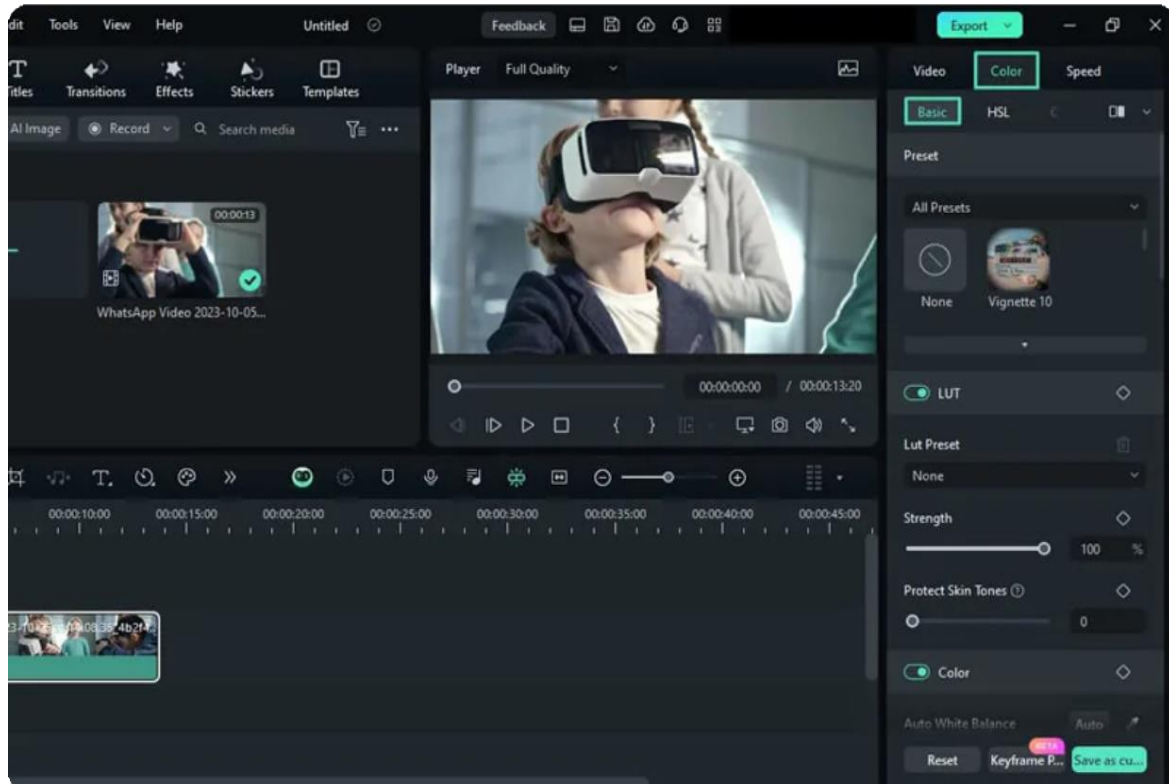 dit Tools View Help Untitled Feedback Export
Player Full Quality
Video Color Speed
Titles Transitions Effects Stickers Templates
AI Image Record Search media
Basic HSL
Preset
All Presets
None Vignette 10
00:00:13
WhatsApp Video 2023-10-05...
00:00:00:00 / 00:00:13:20
LUT
Lut Preset
None
Strength
100 %
Protect Skin Tones
0
Color
Auto White Balance Auto
BETA
Reset Keyframe P... Save as cu...
00:00:10:00 00:00:15:00 00:00:20:00 00:00:25:00 00:00:30:00 00:00:35:00 00:00:40:00 00:00:45:00